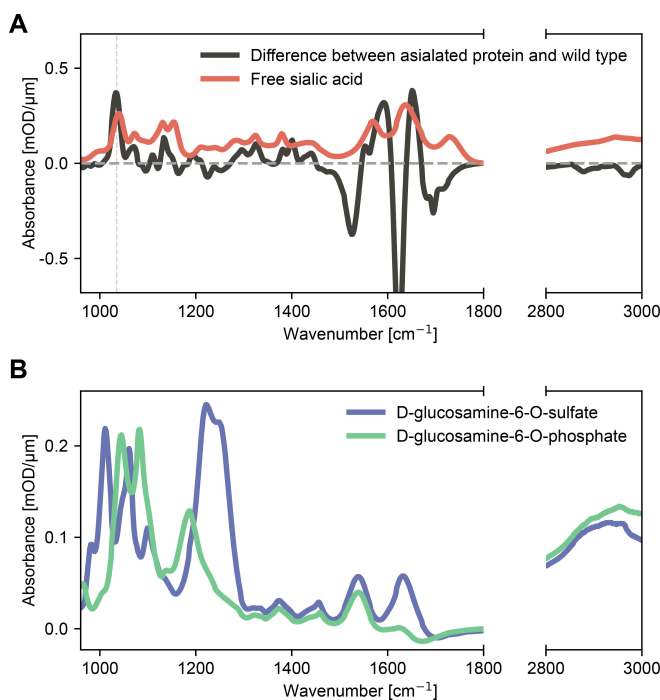 A
Absorbance [mOD/µm]
0.5
0.0
-0.5
Difference between asialated protein and wild type
Free sialic acid
1000 1200 1400 1600 1800 2800 3000
Wavenumber [cm⁻¹]
B
Absorbance [mOD/µm]
0.2
0.1
0.0
D-glucosamine-6-O-sulfate
D-glucosamine-6-O-phosphate
1000 1200 1400 1600 1800 2800 3000
Wavenumber [cm⁻¹]